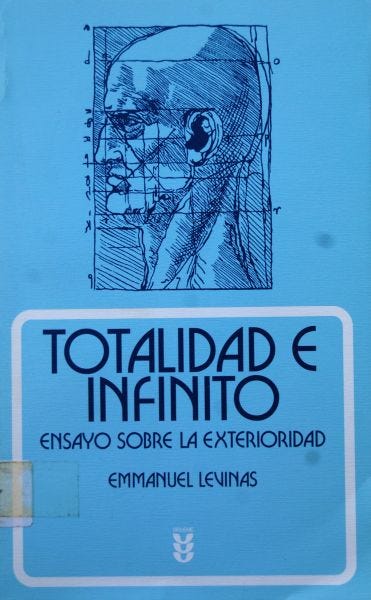 TOTALIDAD E
INFINITO
ENSAYO SOBRE LA EXTERIORIDAD
EMMANUEL LEVINAS